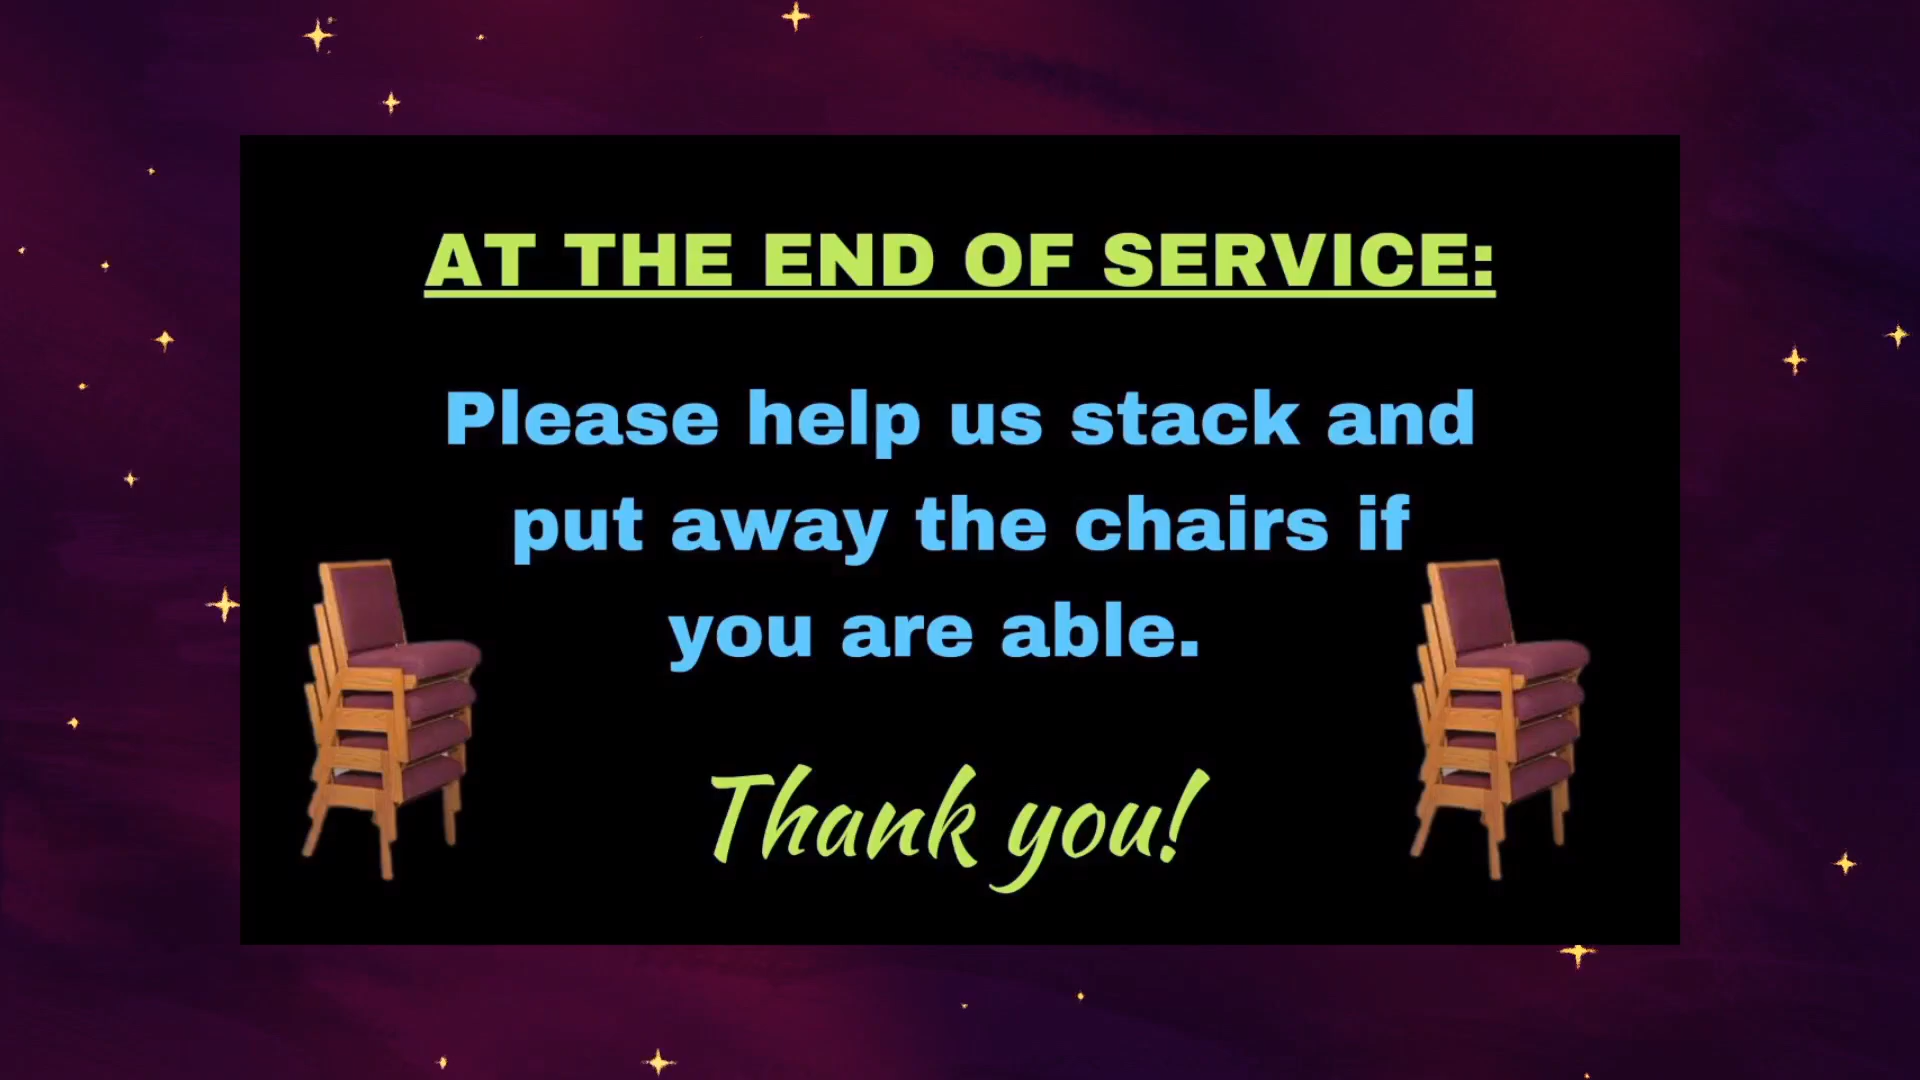 AT THE END OF SERVICE:
Please help us stack and
put away the chairs if
you are able.
Thank you!